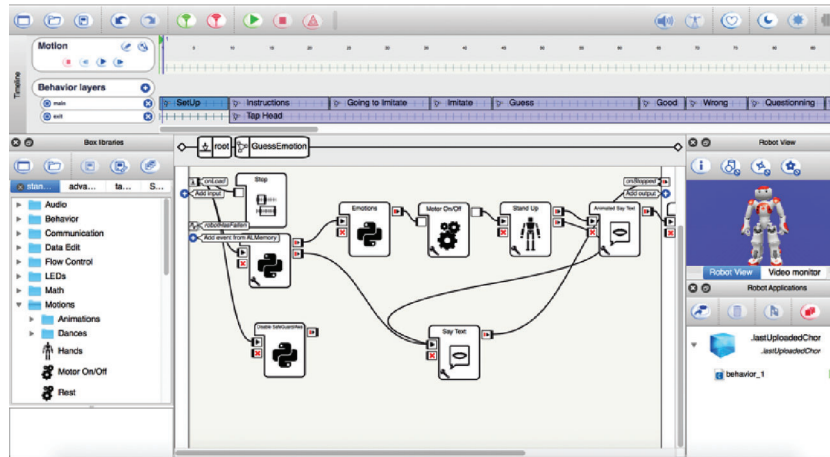 Motion
Timeline
Behavior layers
main
exit
1
SetUp
Instructions
Going to Imitate
Imitate
Guess
Good
Wrong
Questionning
Tap Head
Box libraries
stan...
adva...
ta...
S...
Audio
Behavior
Communication
Data Edit
Flow Control
LEDs
Math
Motions
Animations
Dances
Hands
Motor On/Off
Rest
root
GuessEmotion
onLoad
Add input
Stop
robotHasFallen
Add event from ALMemory
Emotions
Motor On/Off
Stand Up
Animated Say Text
onStopped
Add output
Say Text
Robot View
Robot View
Video monitor
Robot Applications
.lastUploadedChor
.lastUploadedChor
behavior_1